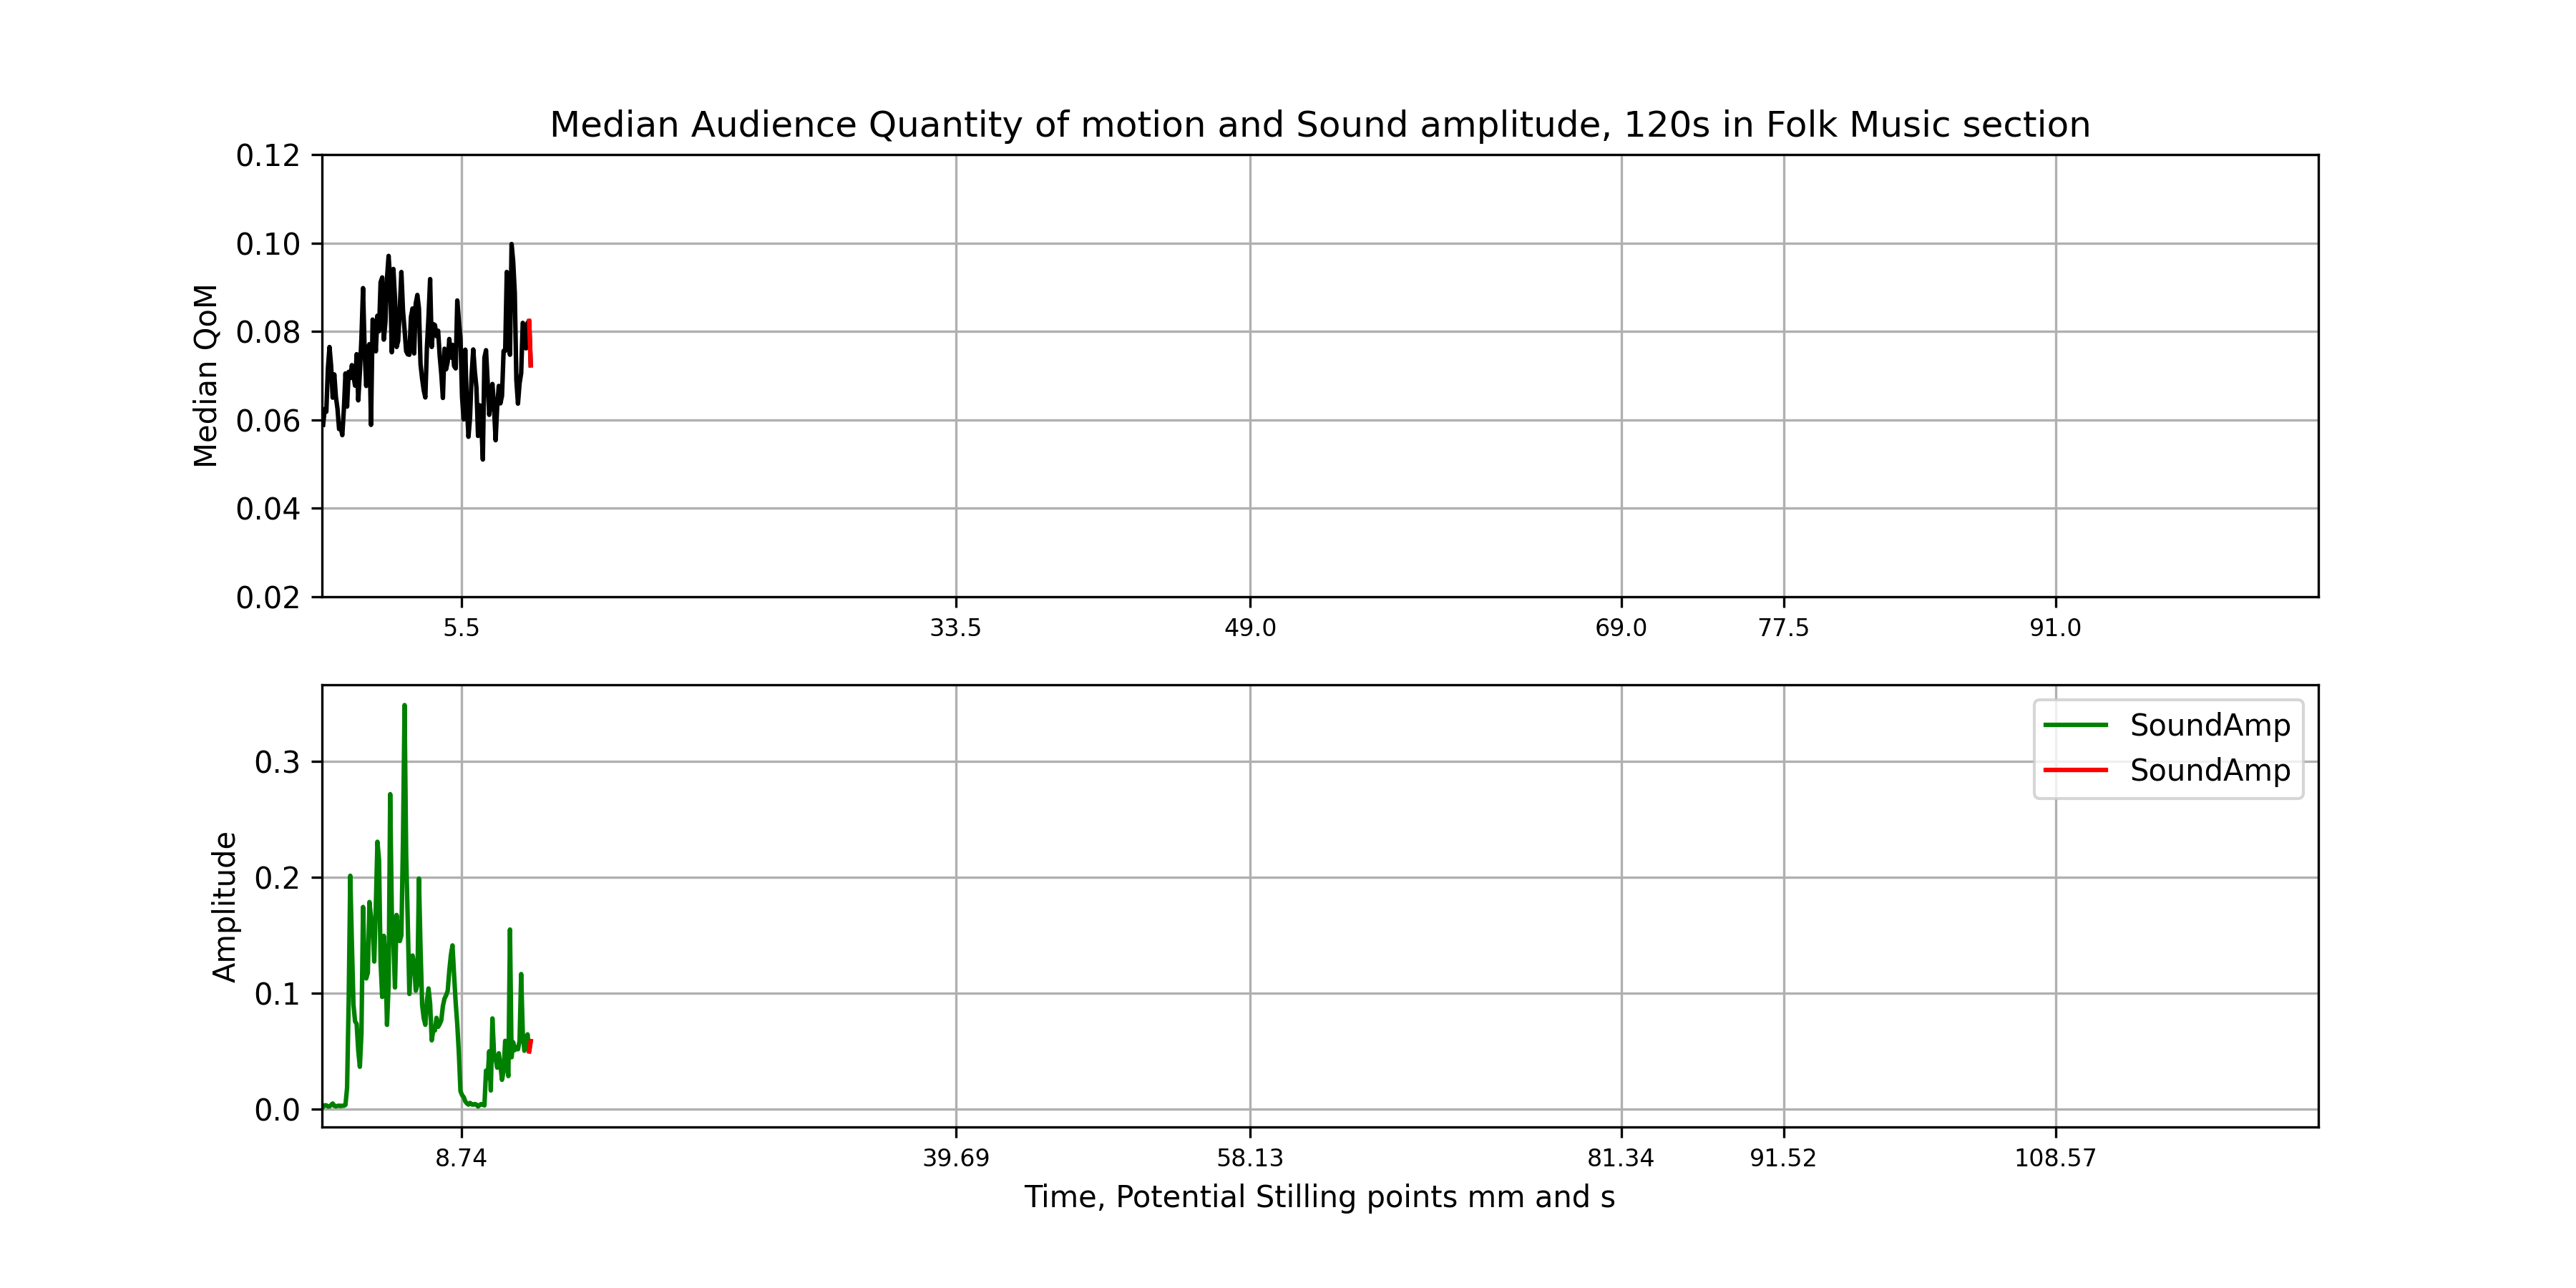 Median Audience Quantity of motion and Sound amplitude, 120s in Folk Music section
0.12
0.10
0.08
0.06
0.04
0.02
Median QoM
5.5 33.5 49.0 69.0 77.5 91.0
SoundAmp
SoundAmp
0.3
0.2
0.1
0.0
Amplitude
8.74 39.69 58.13 81.34 91.52 108.57
Time, Potential Stilling points mm and s